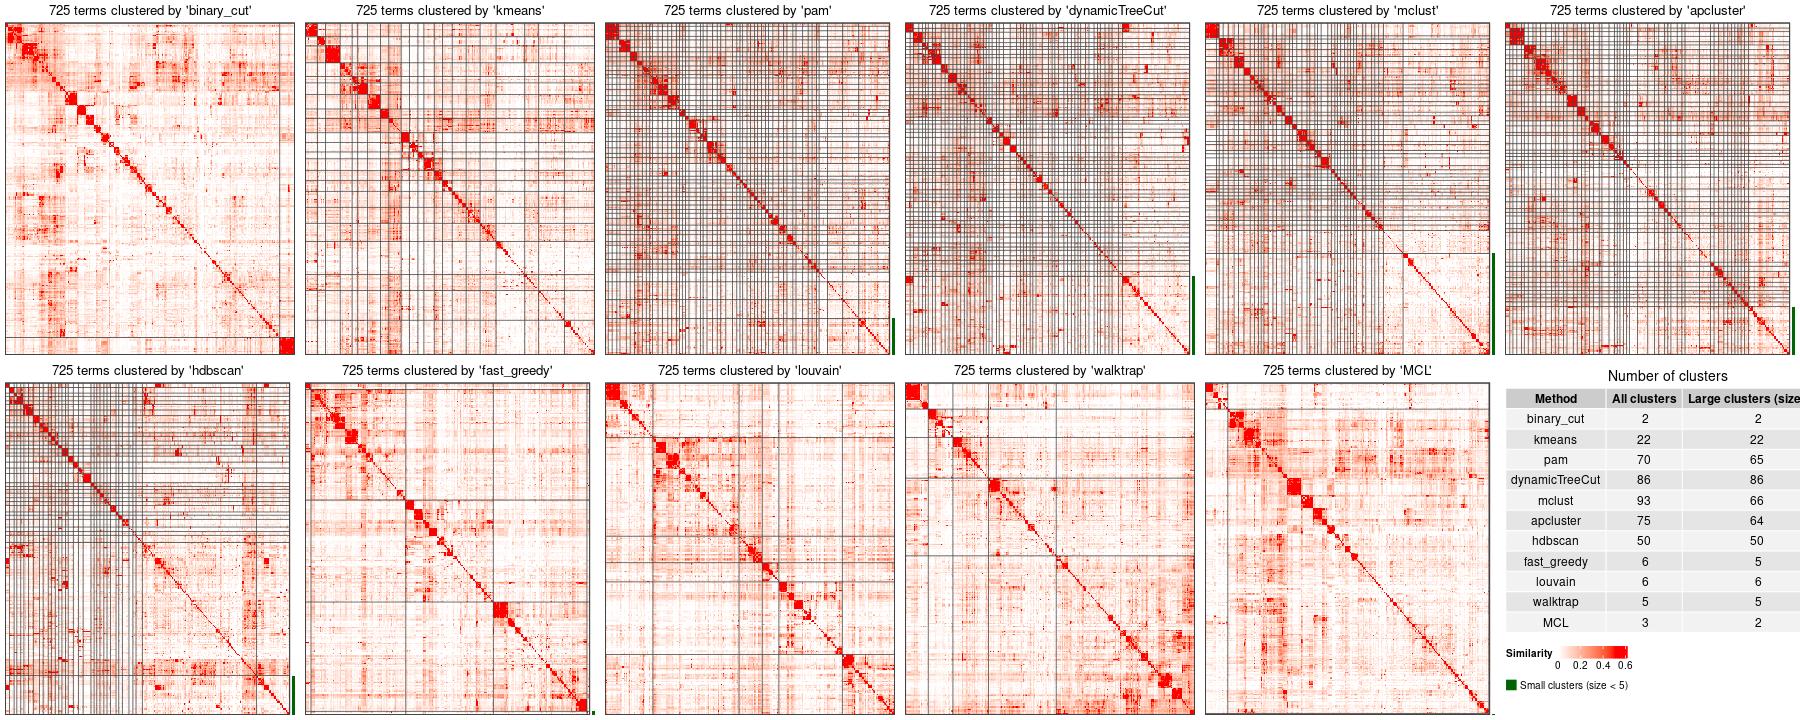 725 terms clustered by 'binary_cut'
725 terms clustered by 'kmeans'
725 terms clustered by 'pam'
725 terms clustered by 'dynamicTreeCut'
725 terms clustered by 'mclust'
725 terms clustered by 'apcluster'
725 terms clustered by 'hdbscan'
725 terms clustered by 'fast_greedy'
725 terms clustered by 'louvain'
725 terms clustered by 'walktrap'
725 terms clustered by 'MCL'
Number of clusters
Method All clusters Large clusters (size
binary_cut 2 2
kmeans 22 22
pam 70 65
dynamicTreeCut 86 86
mclust 93 66
apcluster 75 64
hdbscan 50 50
fast_greedy 6 5
louvain 6 6
walktrap 5 5
MCL 3 2
Similarity
0 0.2 0.4 0.6
Small clusters (size < 5)